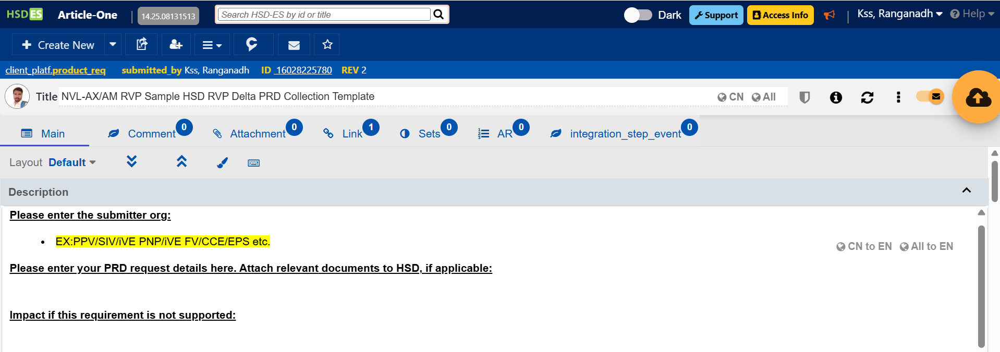 HSDES Article-One | 14.25.08131513 Search HSD-ES by id or title Dark Support Access Info | Kss, Ranganadh Help
Create New
client_platf.product_req submitted_by Kss, Ranganadh ID 16028225780 REV 2
Title NVL-AX/AM RVP Sample HSD RVP Delta PRD Collection Template CN All
Main Comment 0 Attachment 0 Link 1 Sets 0 AR 0 integration_step_event 0
Layout Default
Description
Please enter the submitter org:
• EX:PPV/SIV/iVE PNP/iVE FV/CCE/EPS etc.
CN to EN All to EN
Please enter your PRD request details here. Attach relevant documents to HSD, if applicable:
Impact if this requirement is not supported: